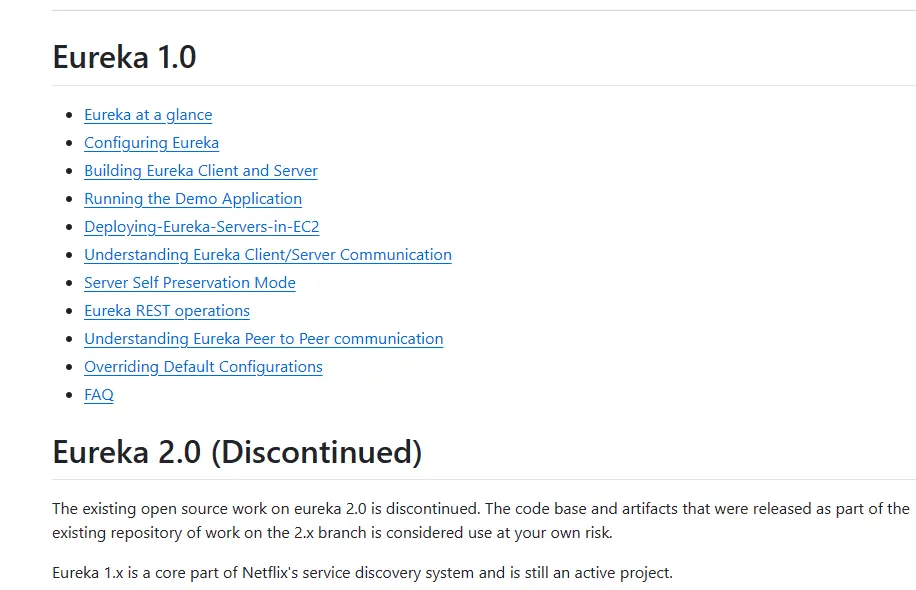 Eureka 1.0
Eureka at a glance
Configuring Eureka
Building Eureka Client and Server
Running the Demo Application
Deploying-Eureka-Servers-in-EC2
Understanding Eureka Client/Server Communication
Server Self Preservation Mode
Eureka REST operations
Understanding Eureka Peer to Peer communication
Overriding Default Configurations
FAQ
Eureka 2.0 (Discontinued)
The existing open source work on eureka 2.0 is discontinued. The code base and artifacts that were released as part of the
existing repository of work on the 2.x branch is considered use at your own risk.
Eureka 1.x is a core part of Netflix's service discovery system and is still an active project.